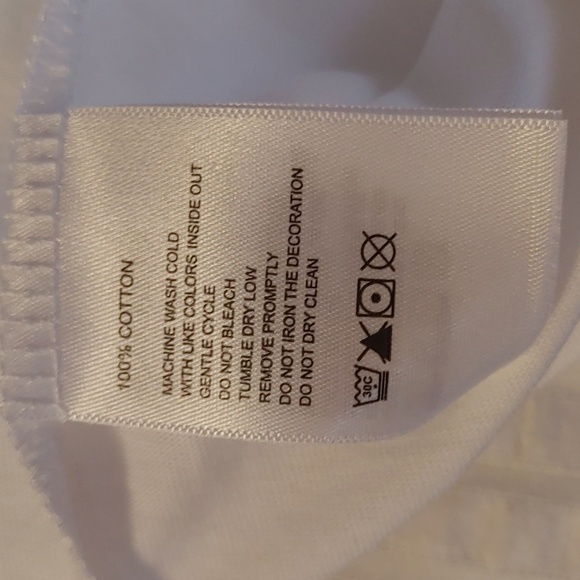 100% COTTON
MACHINE WASH COLD
WITH LIKE COLORS INSIDE OUT
GENTLE CYCLE
DO NOT BLEACH
TUMBLE DRY LOW
REMOVE PROMPTLY
DO NOT IRON THE DECORATION
DO NOT DRY CLEAN
30C